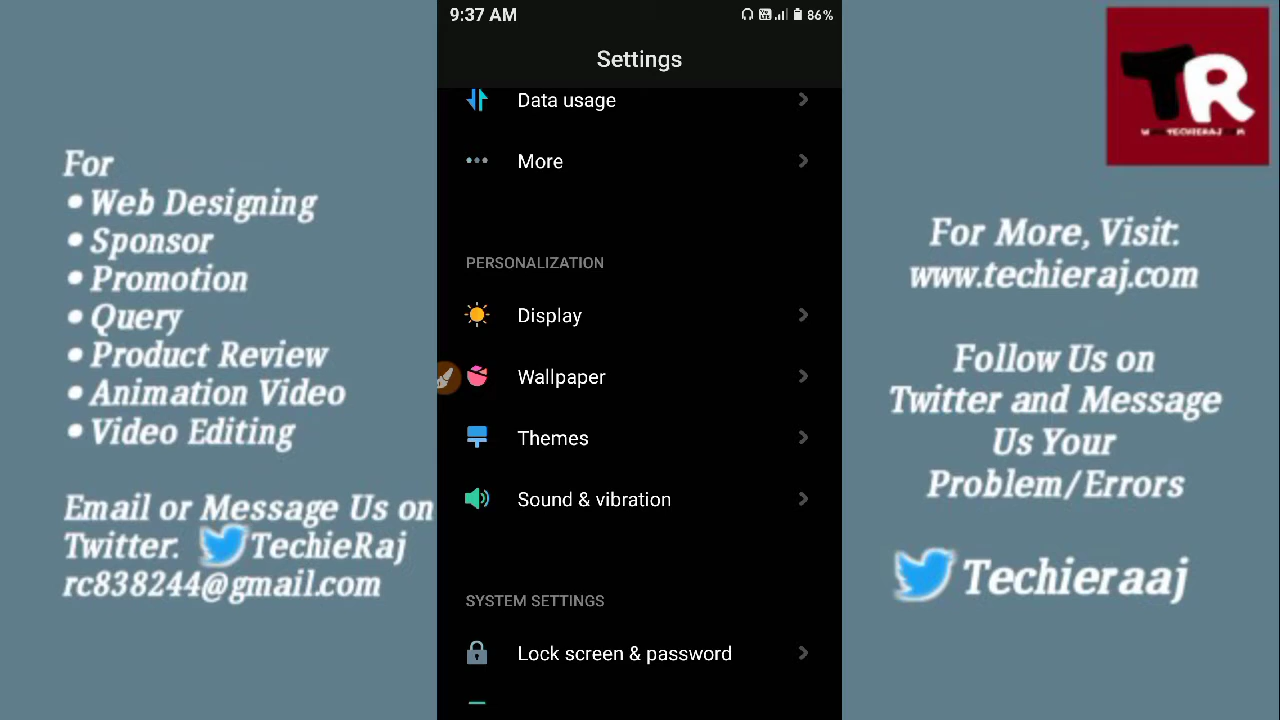 For
• Web Designing
• Sponsor
• Promotion
• Query
• Product Review
• Animation Video
• Video Editing
Email or Message Us on
Twitter. TechieRaj
rc838244@gmail.com
9:37 AM
86%
Settings
Data usage
More
PERSONALIZATION
Display
Wallpaper
Themes
Sound & vibration
SYSTEM SETTINGS
Lock screen & password
TR
For More, Visit:
www.techieraj.com
Follow Us on
Twitter and Message
Us Your
Problem/Errors
Techieraaj